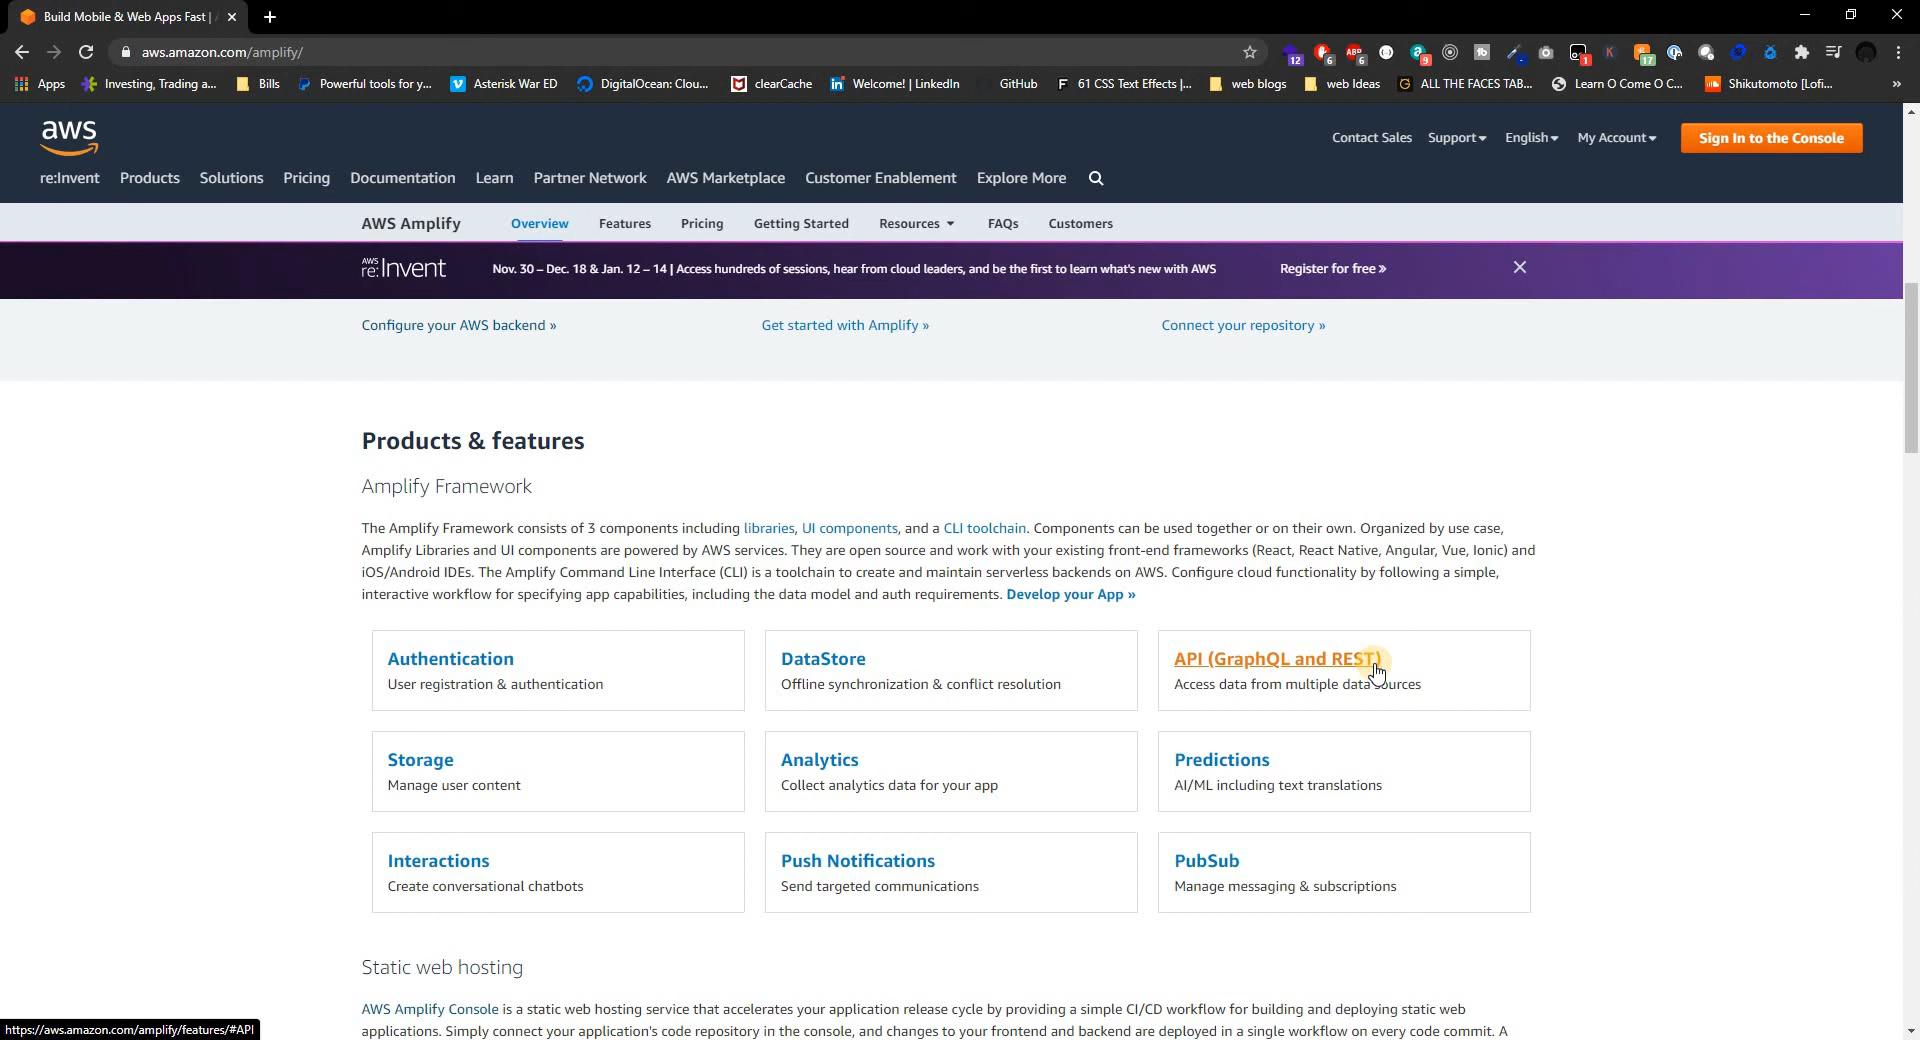 Build Mobile & Web Apps Fast |
aws.amazon.com/amplify/
12 6 ABP 6 9 1 K 17
Apps Investing, Trading a... Bills Powerful tools for y... Asterisk War ED DigitalOcean: Clou... clearCache Welcome! | LinkedIn GitHub 61 CSS Text Effects |... web blogs web Ideas ALL THE FACES TAB... Learn O Come O C... Shikutomoto [Lofi... »
aws
Contact Sales Support English My Account Sign In to the Console
re:Invent Products Solutions Pricing Documentation Learn Partner Network AWS Marketplace Customer Enablement Explore More
AWS Amplify Overview Features Pricing Getting Started Resources FAQs Customers
AWS re:Invent Nov. 30 – Dec. 18 & Jan. 12 – 14 | Access hundreds of sessions, hear from cloud leaders, and be the first to learn what's new with AWS Register for free »
Configure your AWS backend » Get started with Amplify » Connect your repository »
Products & features
Amplify Framework
The Amplify Framework consists of 3 components including libraries, UI components, and a CLI toolchain. Components can be used together or on their own. Organized by use case,
Amplify Libraries and UI components are powered by AWS services. They are open source and work with your existing front-end frameworks (React, React Native, Angular, Vue, Ionic) and
iOS/Android IDEs. The Amplify Command Line Interface (CLI) is a toolchain to create and maintain serverless backends on AWS. Configure cloud functionality by following a simple,
interactive workflow for specifying app capabilities, including the data model and auth requirements. Develop your App »
Authentication DataStore API (GraphQL and REST)
User registration & authentication Offline synchronization & conflict resolution Access data from multiple data sources
Storage Analytics Predictions
Manage user content Collect analytics data for your app AI/ML including text translations
Interactions Push Notifications PubSub
Create conversational chatbots Send targeted communications Manage messaging & subscriptions
Static web hosting
AWS Amplify Console is a static web hosting service that accelerates your application release cycle by providing a simple CI/CD workflow for building and deploying static web
applications. Simply connect your application's code repository in the console, and changes to your frontend and backend are deployed in a single workflow on every code commit. A
https://aws.amazon.com/amplify/features/#API